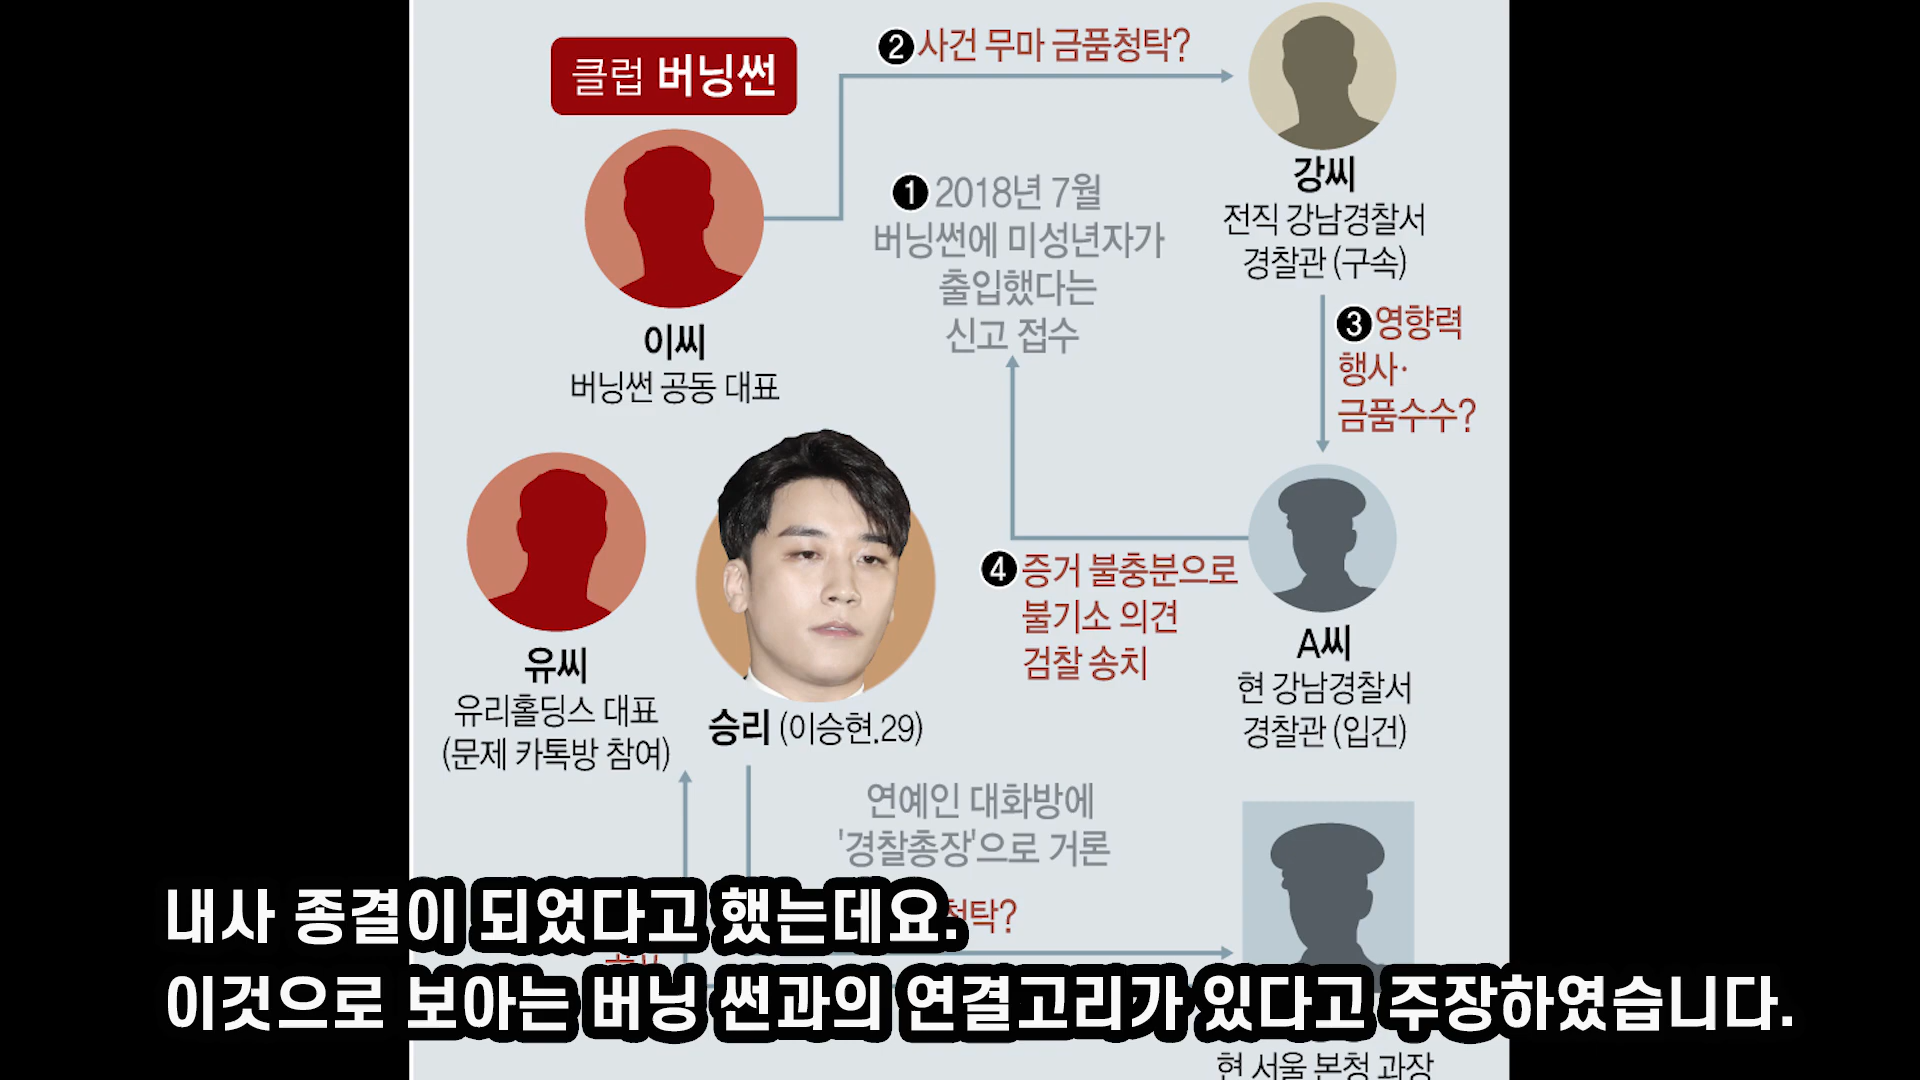 클럽 버닝썬
❷ 사건 무마 금품청탁?
이씨
버닝썬 공동 대표
❶ 2018년 7월
버닝썬에 미성년자가
출입했다는
신고 접수
강씨
전직 강남경찰서
경찰관 (구속)
❸ 영향력
행사·
금품수수?
유씨
유리홀딩스 대표
(문제 카톡방 참여)
승리 (이승현.29)
❹ 증거 불충분으로
불기소 의견
검찰 송치
A씨
현 강남경찰서
경찰관 (입건)
연예인 대화방에
'경찰총장'으로 거론
청탁?
내사 종결이 되었다고 했는데요.
이것으로 보아는 버닝 썬과의 연결고리가 있다고 주장하였습니다.
현 서울 본청 과장